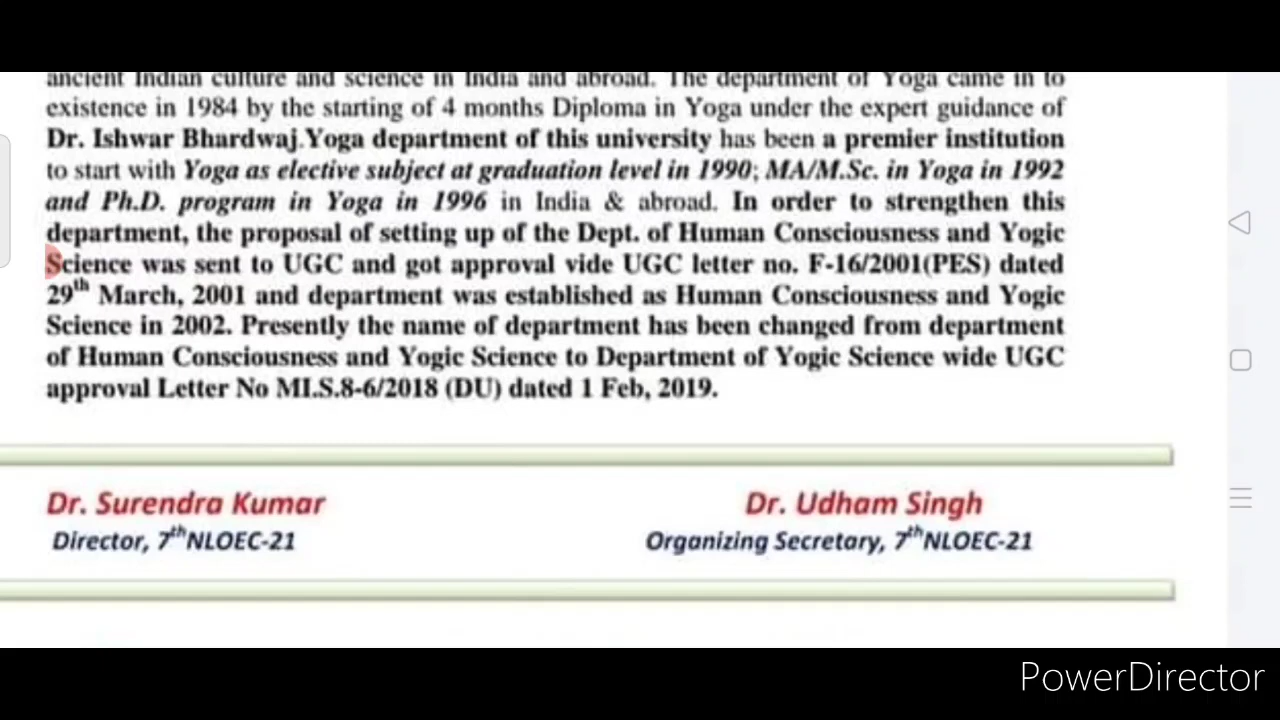 ancient Indian culture and science in India and abroad. The department of Yoga came in to
existence in 1984 by the starting of 4 months Diploma in Yoga under the expert guidance of
Dr. Ishwar Bhardwaj.Yoga department of this university has been a premier institution
to start with Yoga as elective subject at graduation level in 1990; MA/M.Sc. in Yoga in 1992
and Ph.D. program in Yoga in 1996 in India & abroad. In order to strengthen this
department, the proposal of setting up of the Dept. of Human Consciousness and Yogic
Science was sent to UGC and got approval vide UGC letter no. F-16/2001(PES) dated
29th March, 2001 and department was established as Human Consciousness and Yogic
Science in 2002. Presently the name of department has been changed from department
of Human Consciousness and Yogic Science to Department of Yogic Science wide UGC
approval Letter No MI.S.8-6/2018 (DU) dated 1 Feb, 2019.
Dr. Surendra Kumar
Director, 7thNLOEC-21
Dr. Udham Singh
Organizing Secretary, 7thNLOEC-21
PowerDirector